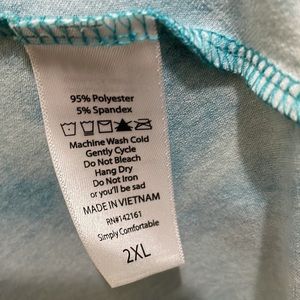 95% Polyester
5% Spandex
Machine Wash Cold
Gently Cycle
Do Not Bleach
Hang Dry
Do Not Iron
or you'll be sad
MADE IN VIETNAM
RN#142161
Simply Comfortable
2XL